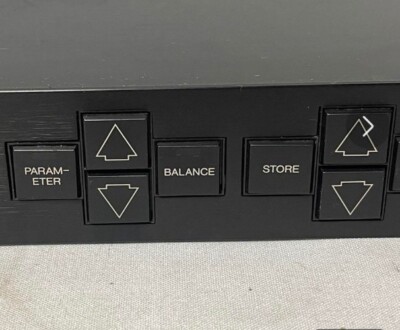 PARAM-
ETER
BALANCE
STORE